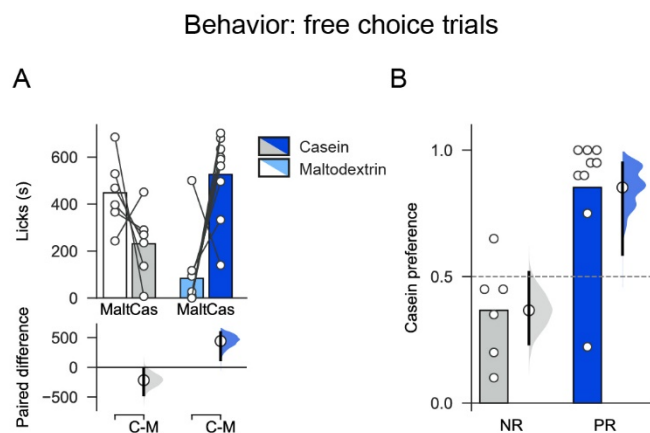 Behavior: free choice trials
A
Licks (s)
600
400
200
0
MaltCas
MaltCas
Casein
Maltodextrin
Paired difference
500
0
−500
C-M
C-M
B
Casein preference
1.0
0.5
0.0
NR
PR